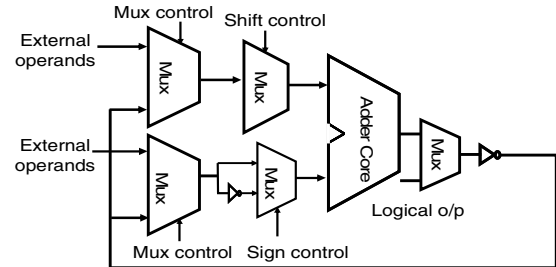 Mux control
Shift control
External
operands
Mux
Mux
Adder Core
External
operands
Mux
Mux
Mux
Logical o/p
Mux control
Sign control